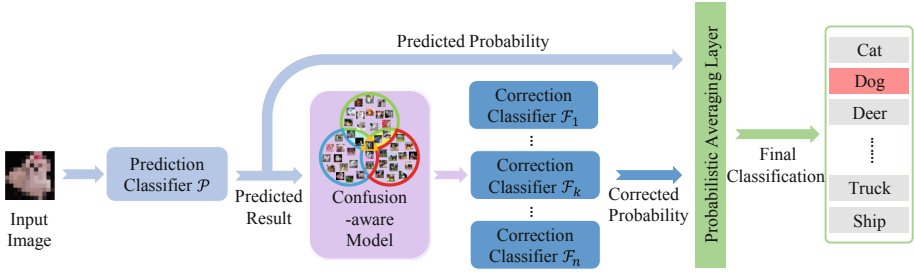 Input
Image
Prediction
Classifier 𝒫
Predicted
Result
Predicted Probability
Confusion
-aware
Model
Correction
Classifier ℱ₁
Correction
Classifier ℱₖ
Correction
Classifier ℱₙ
Corrected
Probability
Probabilistic Averaging Layer
Final
Classification
Cat
Dog
Deer
Truck
Ship